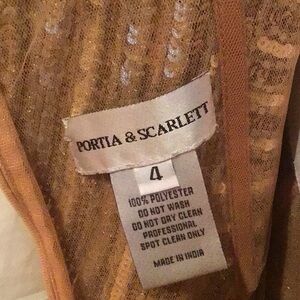 PORTIA & SCARLETT
4
100% POLYESTER
DO NOT WASH
DO NOT DRY CLEAN
PROFESSIONAL
SPOT CLEAN ONLY
MADE IN INDIA